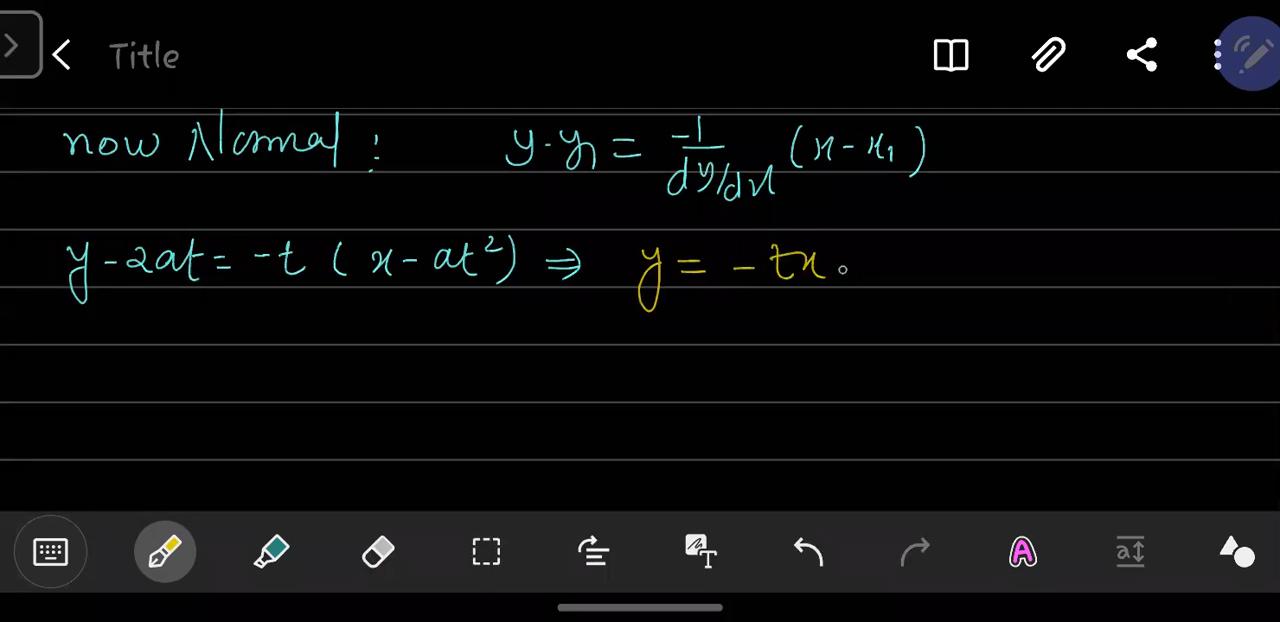 Title
now Normal : y - y₁ = -1/(dy/dx) (x - x₁)
y - 2at = -t ( x - at² ) ⇒ y = - tx